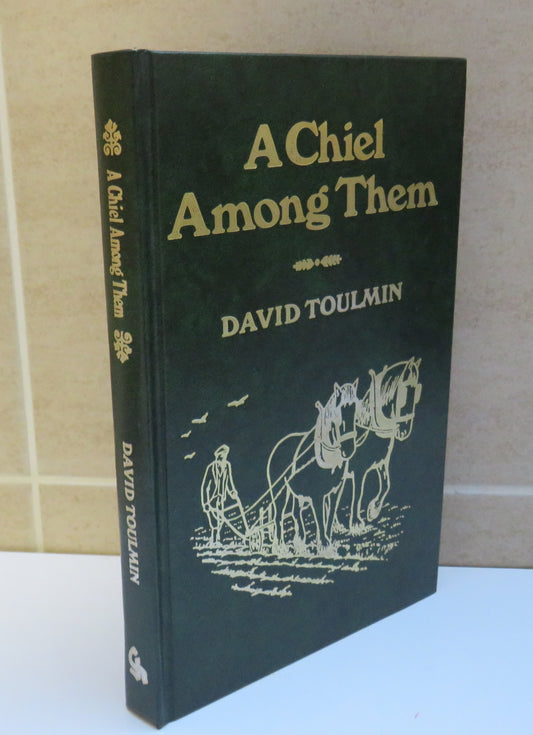 A Chiel
Among Them
DAVID TOULMIN
A Chiel Among Them
DAVID TOULMIN